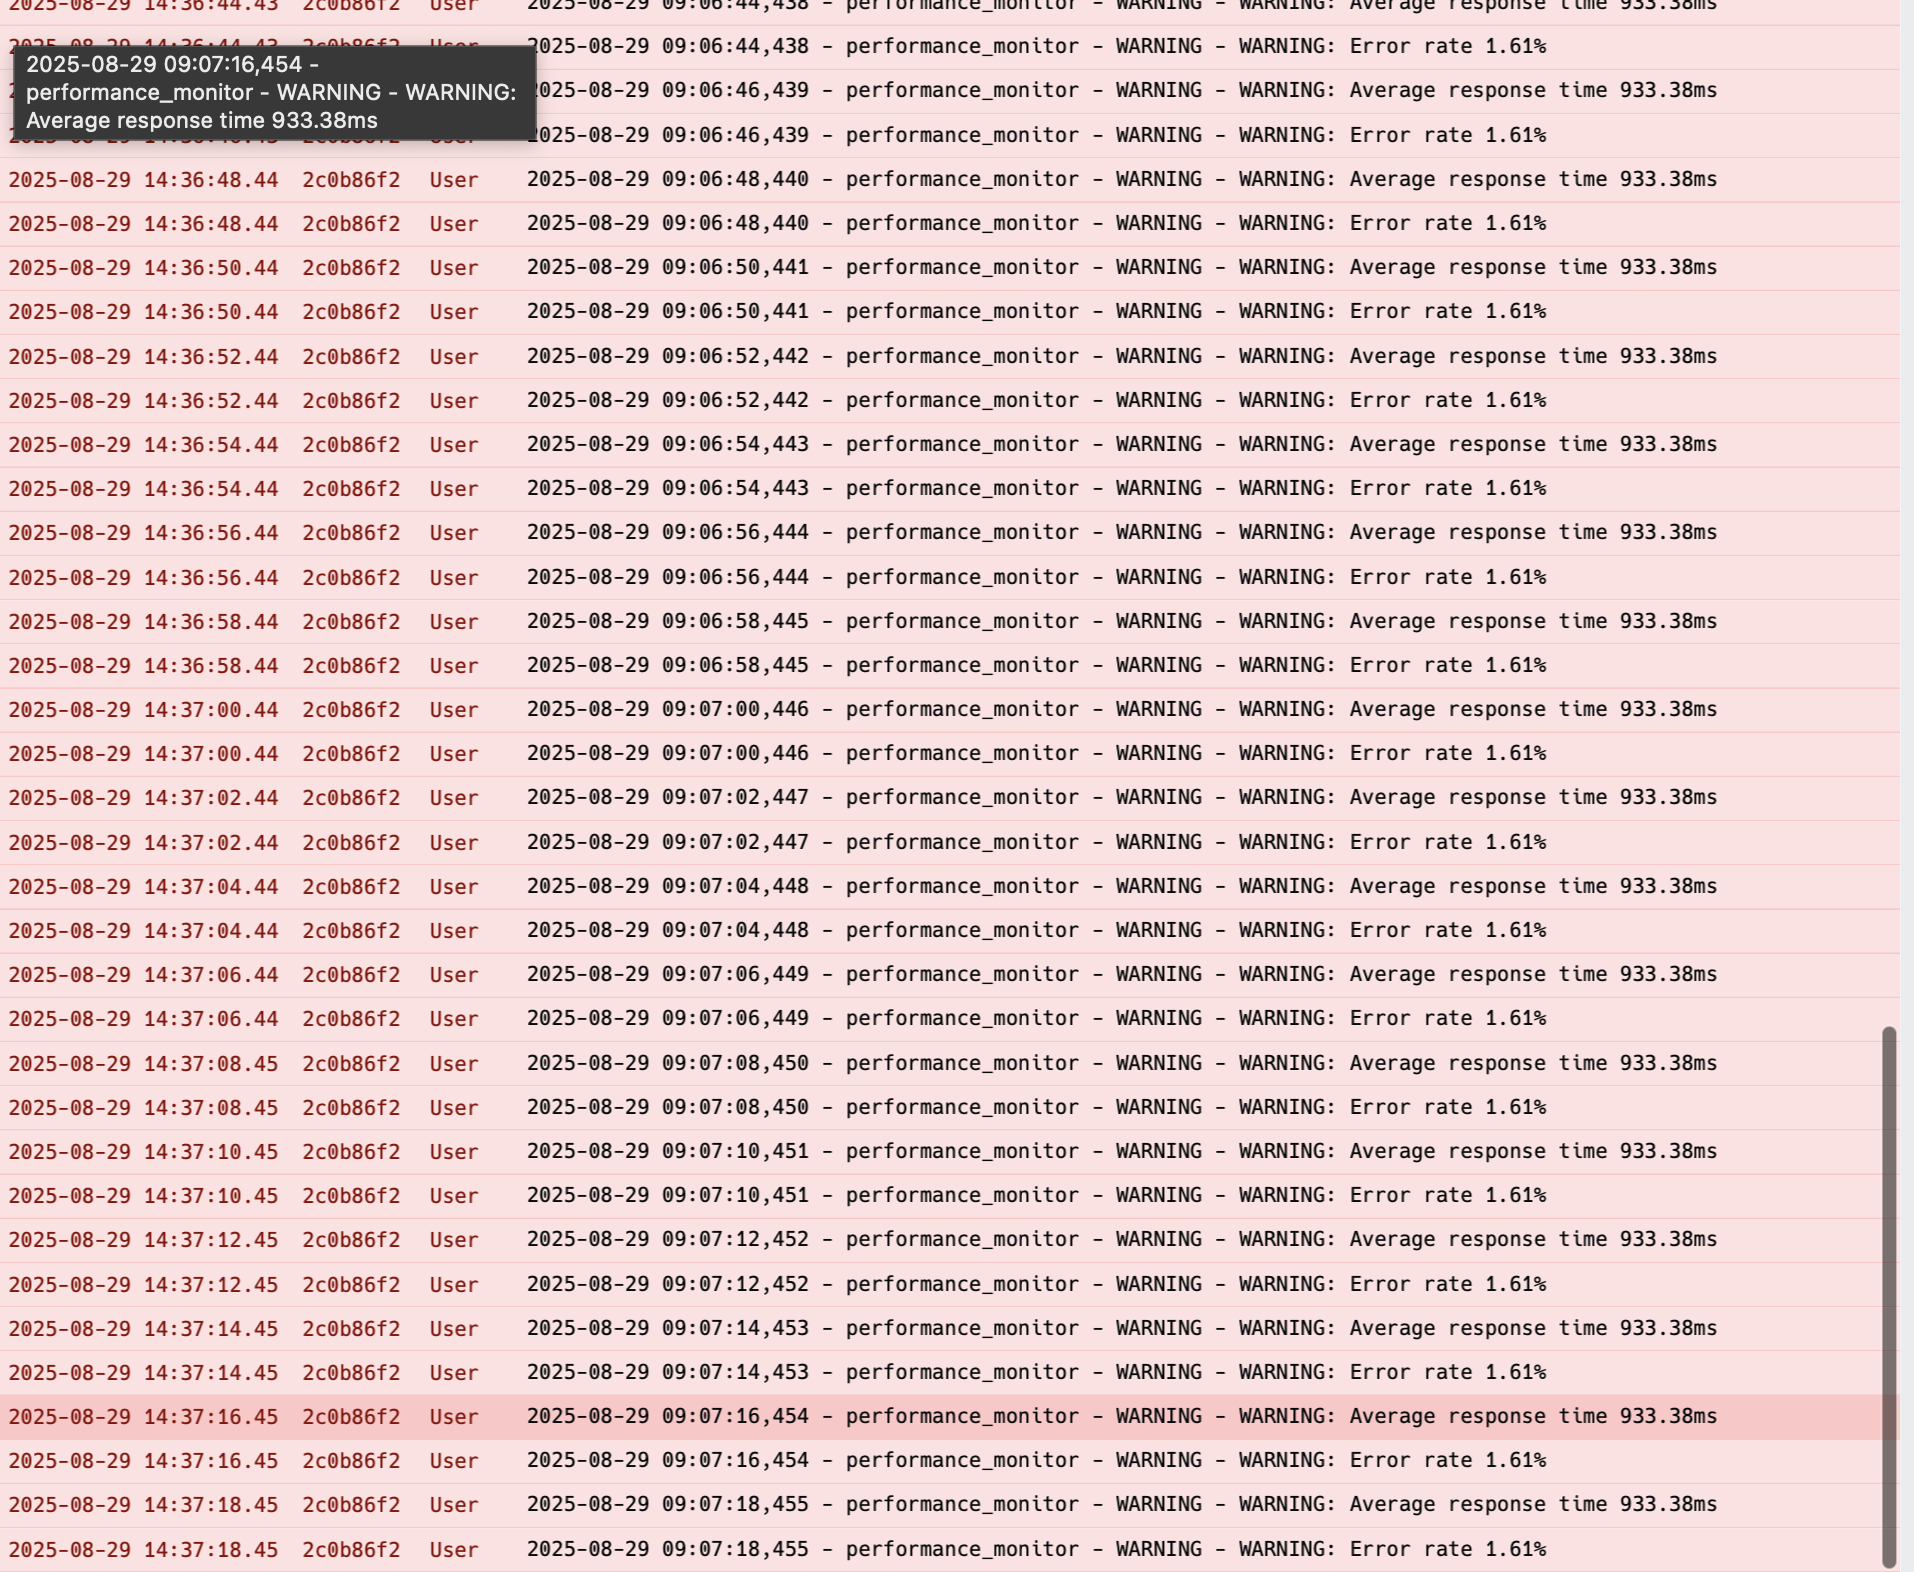 2025-08-29 14:36:44.43 2c0b86f2 User 2025-08-29 09:06:44,438 - performance_monitor - WARNING - WARNING: Average response time 933.38ms
2025-08-29 14:36:44.43 2c0b86f2 User 2025-08-29 09:06:44,438 - performance_monitor - WARNING - WARNING: Error rate 1.61%
2025-08-29 09:07:16,454 -
performance_monitor - WARNING - WARNING:
Average response time 933.38ms
2025-08-29 09:06:46,439 - performance_monitor - WARNING - WARNING: Average response time 933.38ms
2025-08-29 09:06:46,439 - performance_monitor - WARNING - WARNING: Error rate 1.61%
2025-08-29 14:36:48.44 2c0b86f2 User 2025-08-29 09:06:48,440 - performance_monitor - WARNING - WARNING: Average response time 933.38ms
2025-08-29 14:36:48.44 2c0b86f2 User 2025-08-29 09:06:48,440 - performance_monitor - WARNING - WARNING: Error rate 1.61%
2025-08-29 14:36:50.44 2c0b86f2 User 2025-08-29 09:06:50,441 - performance_monitor - WARNING - WARNING: Average response time 933.38ms
2025-08-29 14:36:50.44 2c0b86f2 User 2025-08-29 09:06:50,441 - performance_monitor - WARNING - WARNING: Error rate 1.61%
2025-08-29 14:36:52.44 2c0b86f2 User 2025-08-29 09:06:52,442 - performance_monitor - WARNING - WARNING: Average response time 933.38ms
2025-08-29 14:36:52.44 2c0b86f2 User 2025-08-29 09:06:52,442 - performance_monitor - WARNING - WARNING: Error rate 1.61%
2025-08-29 14:36:54.44 2c0b86f2 User 2025-08-29 09:06:54,443 - performance_monitor - WARNING - WARNING: Average response time 933.38ms
2025-08-29 14:36:54.44 2c0b86f2 User 2025-08-29 09:06:54,443 - performance_monitor - WARNING - WARNING: Error rate 1.61%
2025-08-29 14:36:56.44 2c0b86f2 User 2025-08-29 09:06:56,444 - performance_monitor - WARNING - WARNING: Average response time 933.38ms
2025-08-29 14:36:56.44 2c0b86f2 User 2025-08-29 09:06:56,444 - performance_monitor - WARNING - WARNING: Error rate 1.61%
2025-08-29 14:36:58.44 2c0b86f2 User 2025-08-29 09:06:58,445 - performance_monitor - WARNING - WARNING: Average response time 933.38ms
2025-08-29 14:36:58.44 2c0b86f2 User 2025-08-29 09:06:58,445 - performance_monitor - WARNING - WARNING: Error rate 1.61%
2025-08-29 14:37:00.44 2c0b86f2 User 2025-08-29 09:07:00,446 - performance_monitor - WARNING - WARNING: Average response time 933.38ms
2025-08-29 14:37:00.44 2c0b86f2 User 2025-08-29 09:07:00,446 - performance_monitor - WARNING - WARNING: Error rate 1.61%
2025-08-29 14:37:02.44 2c0b86f2 User 2025-08-29 09:07:02,447 - performance_monitor - WARNING - WARNING: Average response time 933.38ms
2025-08-29 14:37:02.44 2c0b86f2 User 2025-08-29 09:07:02,447 - performance_monitor - WARNING - WARNING: Error rate 1.61%
2025-08-29 14:37:04.44 2c0b86f2 User 2025-08-29 09:07:04,448 - performance_monitor - WARNING - WARNING: Average response time 933.38ms
2025-08-29 14:37:04.44 2c0b86f2 User 2025-08-29 09:07:04,448 - performance_monitor - WARNING - WARNING: Error rate 1.61%
2025-08-29 14:37:06.44 2c0b86f2 User 2025-08-29 09:07:06,449 - performance_monitor - WARNING - WARNING: Average response time 933.38ms
2025-08-29 14:37:06.44 2c0b86f2 User 2025-08-29 09:07:06,449 - performance_monitor - WARNING - WARNING: Error rate 1.61%
2025-08-29 14:37:08.45 2c0b86f2 User 2025-08-29 09:07:08,450 - performance_monitor - WARNING - WARNING: Average response time 933.38ms
2025-08-29 14:37:08.45 2c0b86f2 User 2025-08-29 09:07:08,450 - performance_monitor - WARNING - WARNING: Error rate 1.61%
2025-08-29 14:37:10.45 2c0b86f2 User 2025-08-29 09:07:10,451 - performance_monitor - WARNING - WARNING: Average response time 933.38ms
2025-08-29 14:37:10.45 2c0b86f2 User 2025-08-29 09:07:10,451 - performance_monitor - WARNING - WARNING: Error rate 1.61%
2025-08-29 14:37:12.45 2c0b86f2 User 2025-08-29 09:07:12,452 - performance_monitor - WARNING - WARNING: Average response time 933.38ms
2025-08-29 14:37:12.45 2c0b86f2 User 2025-08-29 09:07:12,452 - performance_monitor - WARNING - WARNING: Error rate 1.61%
2025-08-29 14:37:14.45 2c0b86f2 User 2025-08-29 09:07:14,453 - performance_monitor - WARNING - WARNING: Average response time 933.38ms
2025-08-29 14:37:14.45 2c0b86f2 User 2025-08-29 09:07:14,453 - performance_monitor - WARNING - WARNING: Error rate 1.61%
2025-08-29 14:37:16.45 2c0b86f2 User 2025-08-29 09:07:16,454 - performance_monitor - WARNING - WARNING: Average response time 933.38ms
2025-08-29 14:37:16.45 2c0b86f2 User 2025-08-29 09:07:16,454 - performance_monitor - WARNING - WARNING: Error rate 1.61%
2025-08-29 14:37:18.45 2c0b86f2 User 2025-08-29 09:07:18,455 - performance_monitor - WARNING - WARNING: Average response time 933.38ms
2025-08-29 14:37:18.45 2c0b86f2 User 2025-08-29 09:07:18,455 - performance_monitor - WARNING - WARNING: Error rate 1.61%